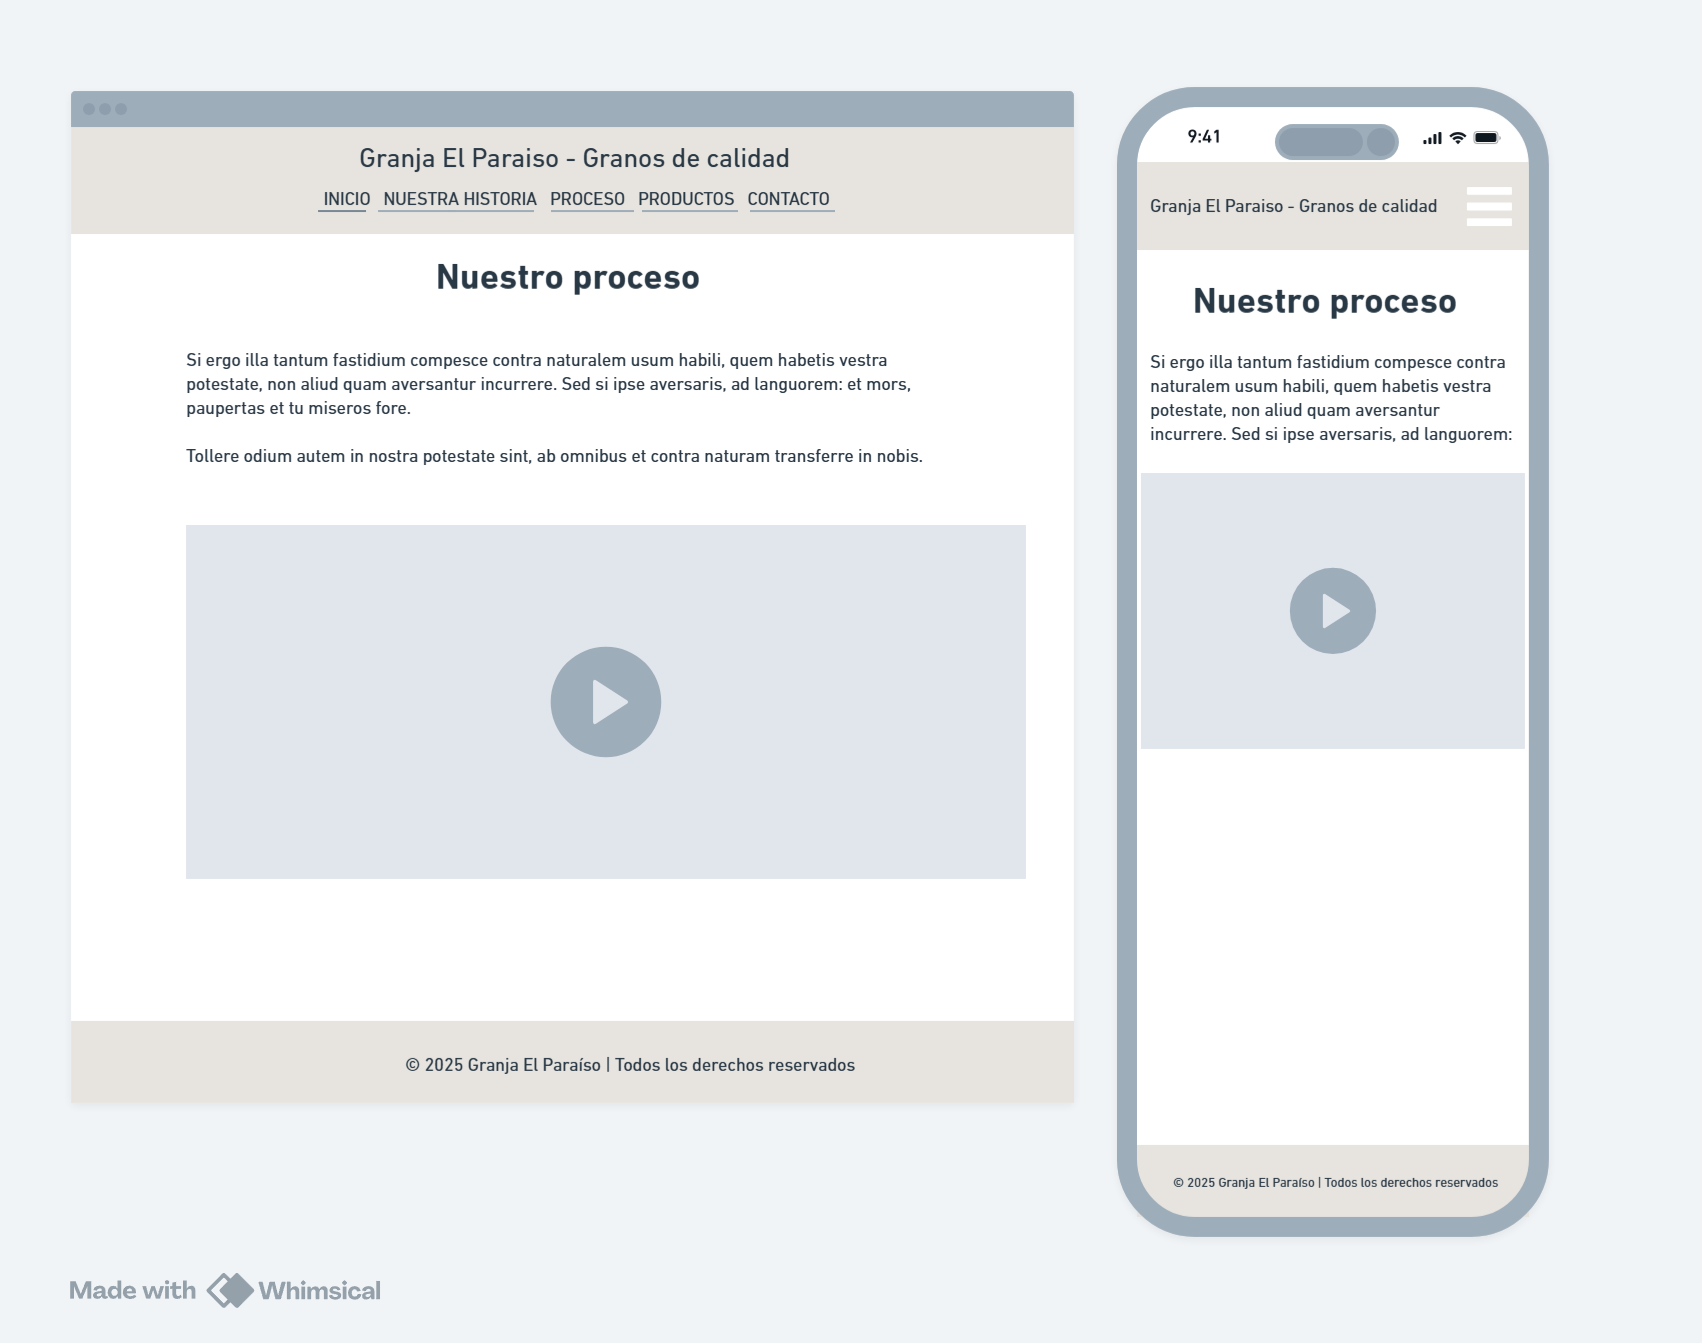 Granja El Paraiso - Granos de calidad
INICIO NUESTRA HISTORIA PROCESO PRODUCTOS CONTACTO
Nuestro proceso
Si ergo illa tantum fastidium compesce contra naturalem usum habili, quem habetis vestra
potestate, non aliud quam aversantur incurrere. Sed si ipse aversaris, ad languorem: et mors,
paupertas et tu miseros fore.
Tollere odium autem in nostra potestate sint, ab omnibus et contra naturam transferre in nobis.
© 2025 Granja El Paraíso | Todos los derechos reservados
9:41
Granja El Paraiso - Granos de calidad
Nuestro proceso
Si ergo illa tantum fastidium compesce contra
naturalem usum habili, quem habetis vestra
potestate, non aliud quam aversantur
incurrere. Sed si ipse aversaris, ad languorem:
© 2025 Granja El Paraíso | Todos los derechos reservados
Made with Whimsical